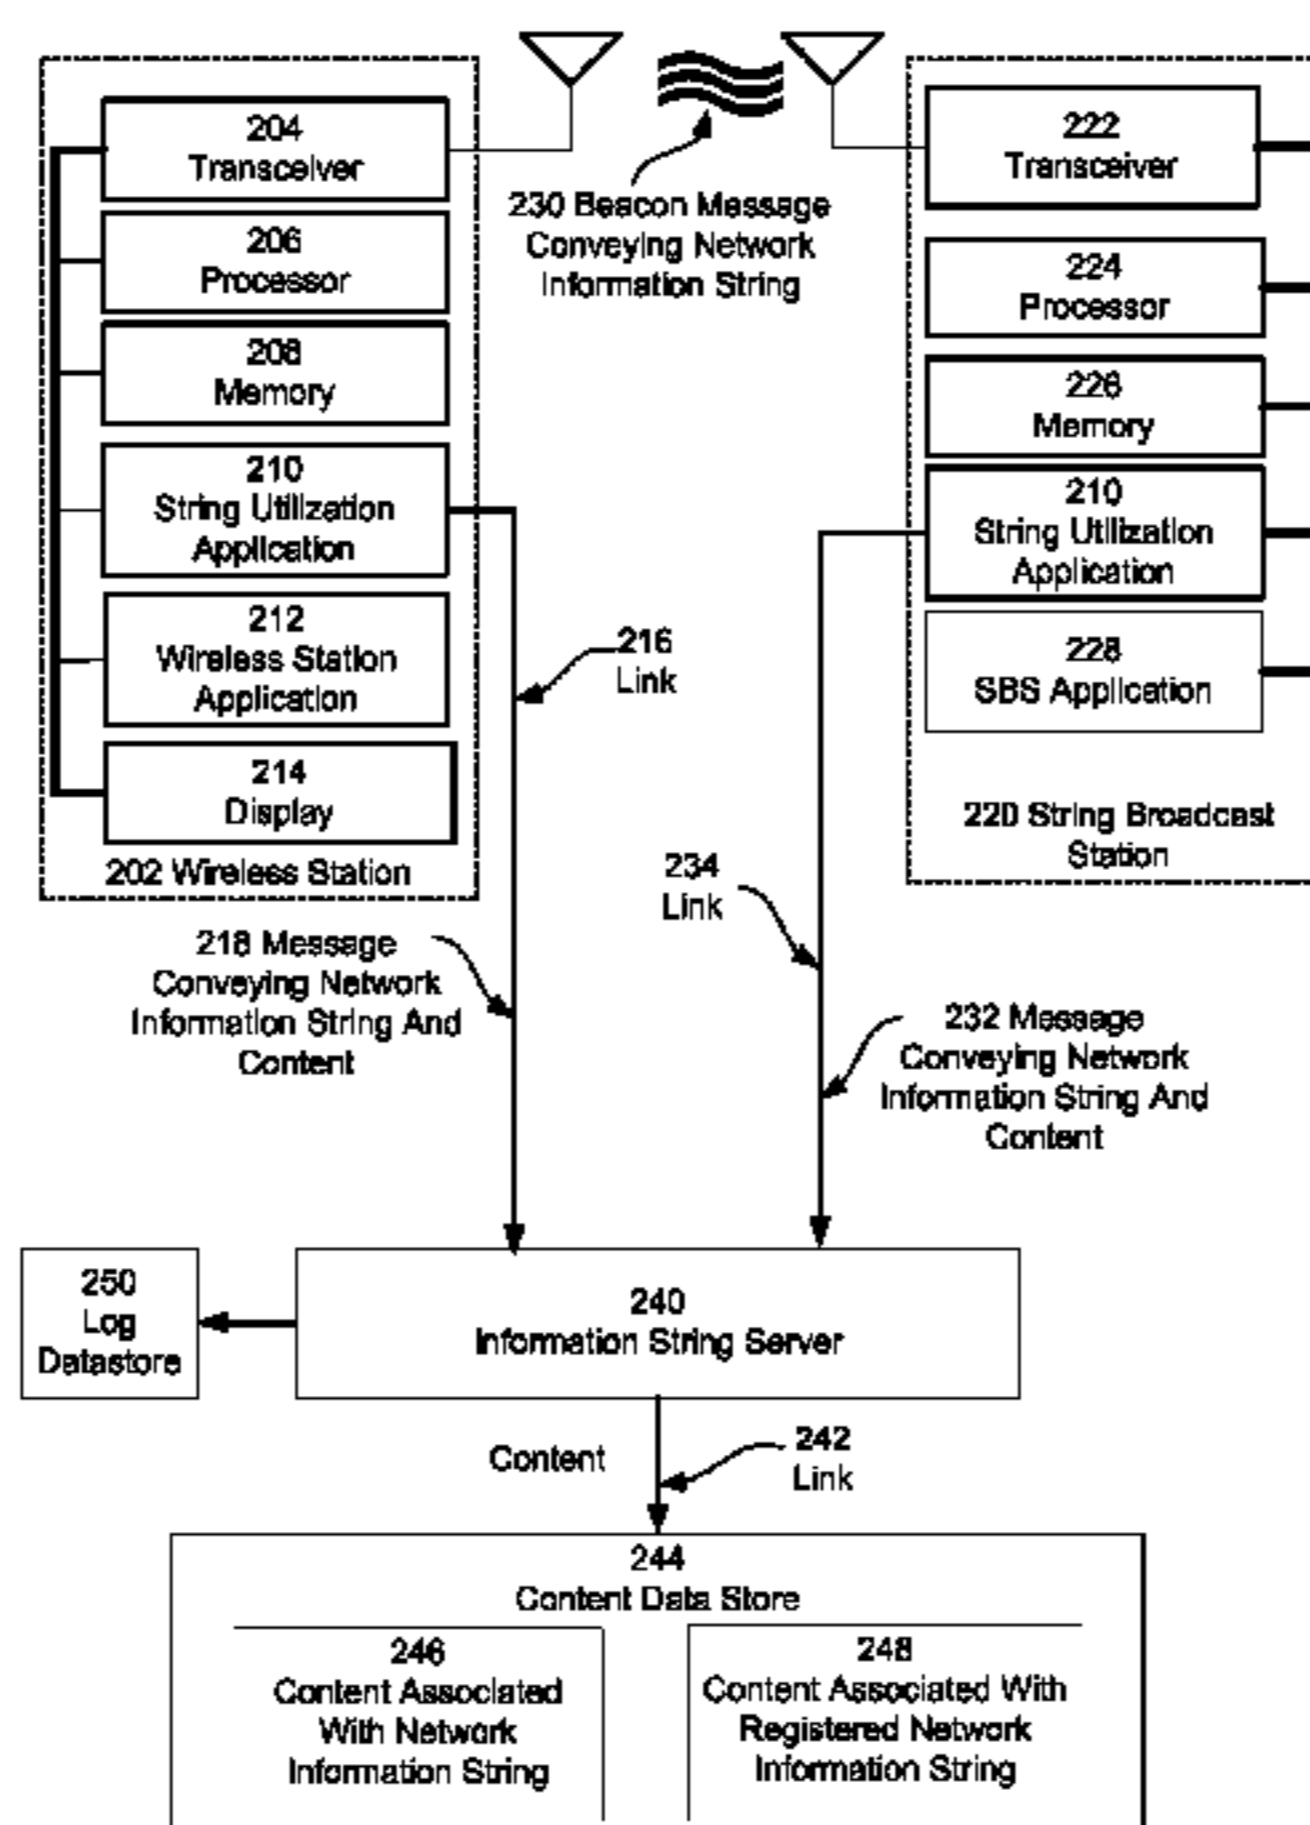 204
Transceiver
206
Processor
208
Memory
210
String Utilization
Application
212
Wireless Station
Application
214
Display
202 Wireless Station
230 Beacon Message
Conveying Network
Information String
222
Transceiver
224
Processor
226
Memory
210
String Utilization
Application
228
SBS Application
220 String Broadcast
Station
216
Link
234
Link
218 Message
Conveying Network
Information String And
Content
232 Message
Conveying Network
Information String And
Content
250
Log
Datastore
240
Information String Server
Content
242
Link
244
Content Data Store
246
Content Associated
With Network
Information String
248
Content Associated With
Registered Network
Information String